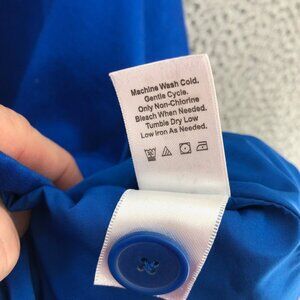 Machine Wash Cold.
Gentle Cycle.
Only Non-Chlorine
Bleach When Needed.
Tumble Dry Low
Low Iron As Needed.